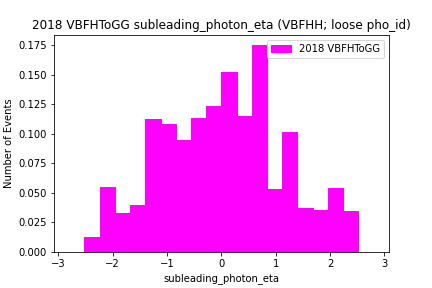 2018 VBFHToGG subleading_photon_eta (VBFHH; loose pho_id)
2018 VBFHToGG
Number of Events
0.175
0.150
0.125
0.100
0.075
0.050
0.025
0.000
−3 −2 −1 0 1 2 3
subleading_photon_eta